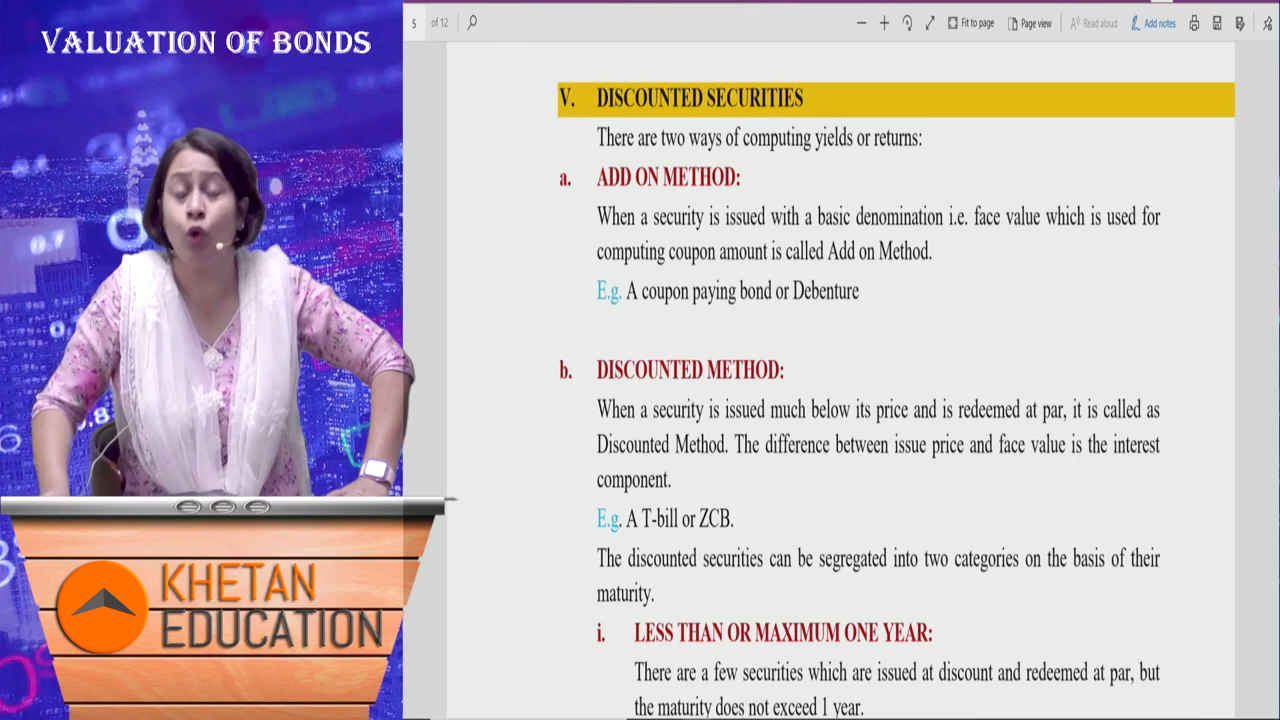 VALUATION OF BONDS
5 of 12
Fit to page
Page view
Read aloud
Add notes
V. DISCOUNTED SECURITIES
There are two ways of computing yields or returns:
a. ADD ON METHOD:
When a security is issued with a basic denomination i.e. face value which is used for
computing coupon amount is called Add on Method.
E.g. A coupon paying bond or Debenture
b. DISCOUNTED METHOD:
When a security is issued much below its price and is redeemed at par, it is called as
Discounted Method. The difference between issue price and face value is the interest
component.
E.g. A T-bill or ZCB.
The discounted securities can be segregated into two categories on the basis of their
maturity.
i. LESS THAN OR MAXIMUM ONE YEAR:
There are a few securities which are issued at discount and redeemed at par, but
the maturity does not exceed 1 year.
KHETAN
EDUCATION